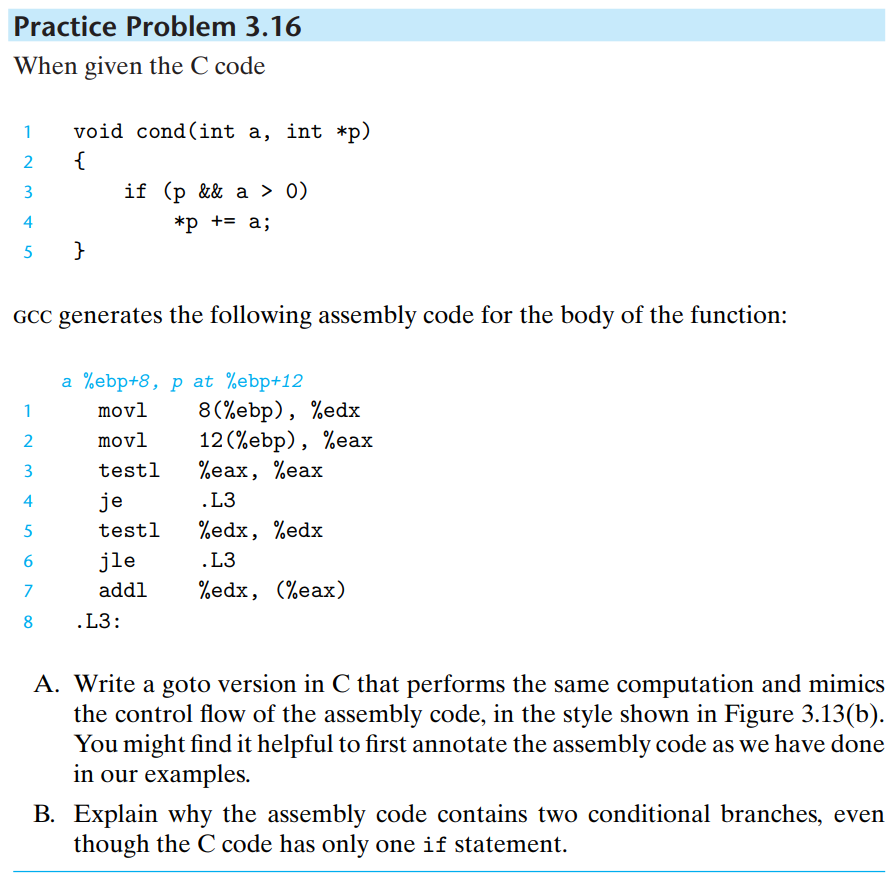 Practice Problem 3.16
When given the C code
1 void cond(int a, int *p)
2 {
3 if (p && a > 0)
4 *p += a;
5 }
GCC generates the following assembly code for the body of the function:
a %ebp+8, p at %ebp+12
1 movl 8(%ebp), %edx
2 movl 12(%ebp), %eax
3 testl %eax, %eax
4 je .L3
5 testl %edx, %edx
6 jle .L3
7 addl %edx, (%eax)
8 .L3:
A. Write a goto version in C that performs the same computation and mimics
the control flow of the assembly code, in the style shown in Figure 3.13(b).
You might find it helpful to first annotate the assembly code as we have done
in our examples.
B. Explain why the assembly code contains two conditional branches, even
though the C code has only one if statement.